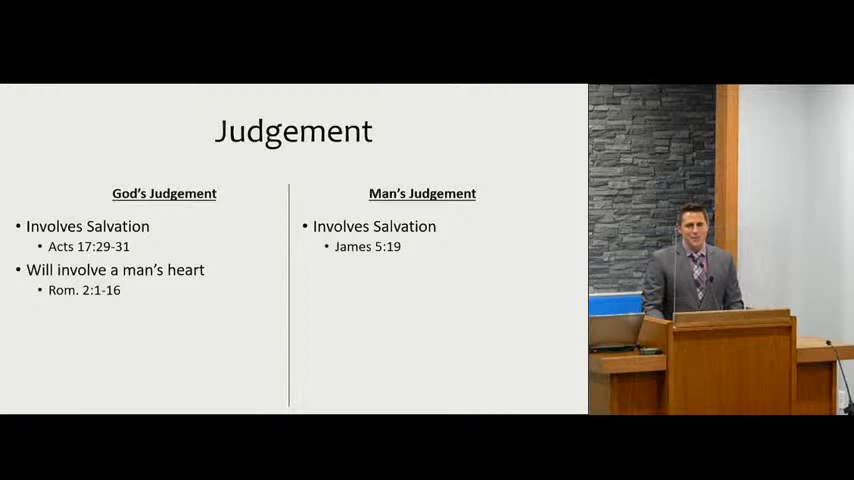 Judgement
God's Judgement
• Involves Salvation
• Acts 17:29-31
• Will involve a man's heart
• Rom. 2:1-16
Man's Judgement
• Involves Salvation
• James 5:19